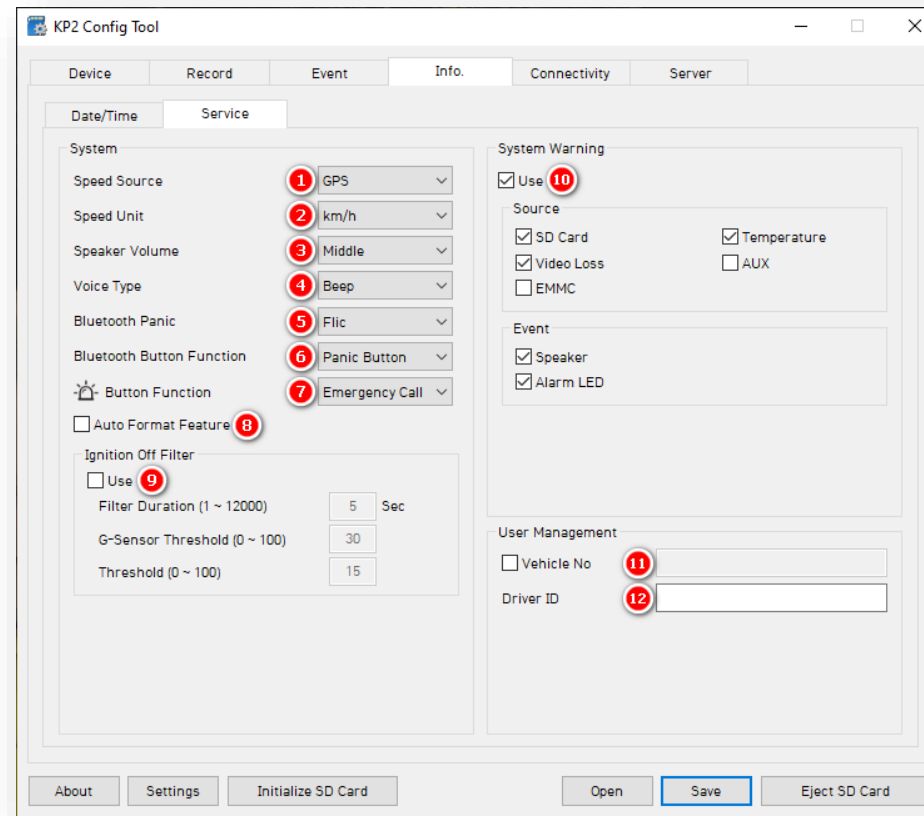 KP2 Config Tool
Device Record Event Info. Connectivity Server
Date/Time Service
System
Speed Source 1 GPS
Speed Unit 2 km/h
Speaker Volume 3 Middle
Voice Type 4 Beep
Bluetooth Panic 5 Flic
Bluetooth Button Function 6 Panic Button
Button Function 7 Emergency Call
Auto Format Feature 8
Ignition Off Filter
Use 9
Filter Duration (1 ~ 12000) 5 Sec
G-Sensor Threshold (0 ~ 100) 30
Threshold (0 ~ 100) 15
System Warning
Use 10
Source
SD Card Temperature
Video Loss AUX
EMMC
Event
Speaker
Alarm LED
User Management
Vehicle No 11
Driver ID 12
About Settings Initialize SD Card Open Save Eject SD Card